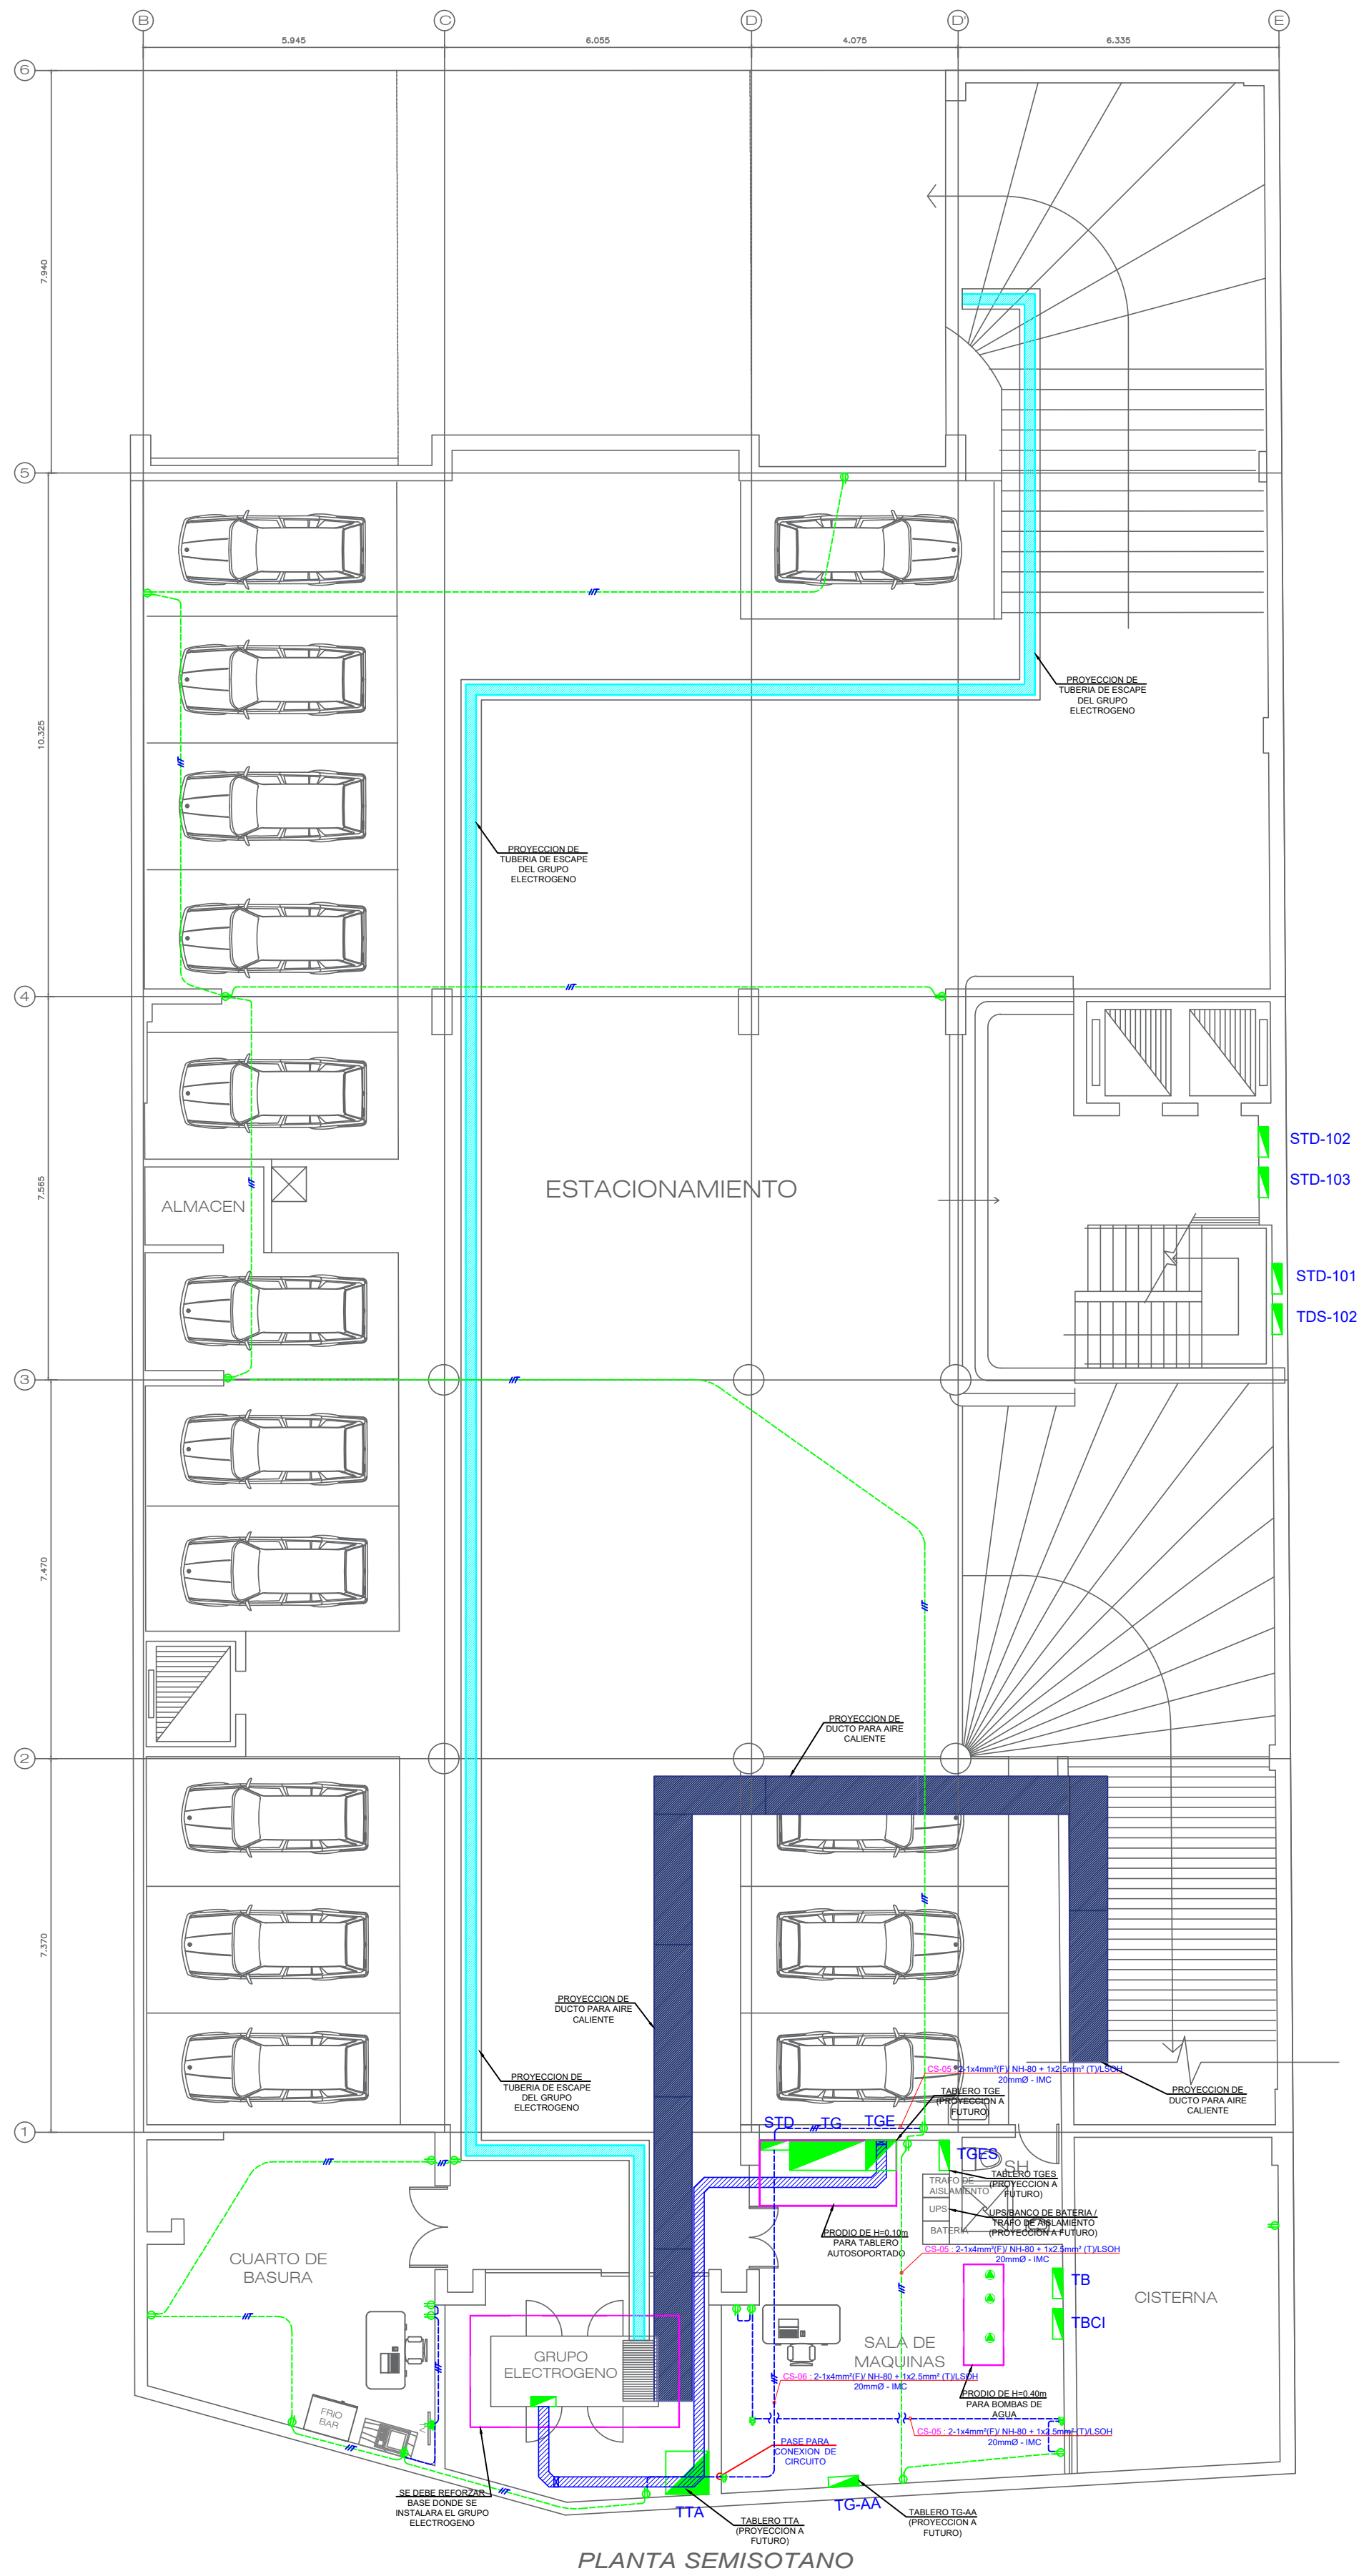 B
C
D
D'
E
5.945
6.055
4.075
6.335
6
7.940
5
PROYECCION DE
TUBERIA DE ESCAPE
DEL GRUPO
ELECTROGENO
10.325
PROYECCION DE
TUBERIA DE ESCAPE
DEL GRUPO
ELECTROGENO
4
STD-102
STD-103
7.565
ESTACIONAMIENTO
ALMACEN
STD-101
TDS-102
3
7.470
PROYECCION DE
DUCTO PARA AIRE
CALIENTE
2
7.370
PROYECCION DE
DUCTO PARA AIRE
CALIENTE
PROYECCION DE
TUBERIA DE ESCAPE
DEL GRUPO
ELECTROGENO
CS-05 : 2-1x4mm²(F)/ NH-80 + 1x2.5mm² (T)/LSOH
20mmØ - IMC
TABLERO TGE
(PROYECCION A
FUTURO)
PROYECCION DE
DUCTO PARA AIRE
CALIENTE
1
STD
TG
TGE
TGES
SH
TABLERO TGES
(PROYECCION A
FUTURO)
TRAFO DE
AISLAMIENTO
UPS
BATERIA
UPS/BANCO DE BATERIA /
TRAFO DE AISLAMIENTO
(PROYECCION A FUTURO)
PRODIO DE H=0.10m
PARA TABLERO
AUTOSOPORTADO
CS-05 : 2-1x4mm²(F)/ NH-80 + 1x2.5mm² (T)/LSOH
20mmØ - IMC
CUARTO DE
BASURA
TB
TBCI
CISTERNA
SALA DE
MAQUINAS
GRUPO
ELECTROGENO
CS-06 : 2-1x4mm²(F)/ NH-80 + 1x2.5mm² (T)/LSOH
20mmØ - IMC
PRODIO DE H=0.40m
PARA BOMBAS DE
AGUA
FRIO
BAR
CS-05 : 2-1x4mm²(F)/ NH-80 + 1x2.5mm² (T)/LSOH
20mmØ - IMC
PASE PARA
CONEXION DE
CIRCUITO
SE DEBE REFORZAR
BASE DONDE SE
INSTALARA EL GRUPO
ELECTROGENO
TTA
TABLERO TTA
(PROYECCION A
FUTURO)
TG-AA
TABLERO TG-AA
(PROYECCION A
FUTURO)
PLANTA SEMISOTANO